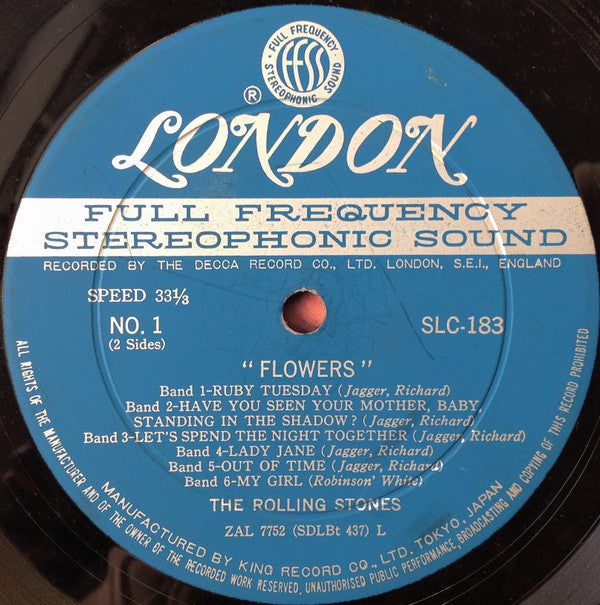 FULL FREQUENCY
FFSS
STEREOPHONIC SOUND
®
LONDON
FULL FREQUENCY
STEREOPHONIC SOUND
RECORDED BY THE DECCA RECORD CO., LTD. LONDON, S.E.I., ENGLAND
SPEED 33⅓
NO. 1
(2 Sides)
SLC-183
" FLOWERS "
Band 1-RUBY TUESDAY (Jagger, Richard)
Band 2-HAVE YOU SEEN YOUR MOTHER, BABY,
STANDING IN THE SHADOW? (Jagger, Richard)
Band 3-LET'S SPEND THE NIGHT TOGETHER (Jagger, Richard)
Band 4-LADY JANE (Jagger, Richard)
Band 5-OUT OF TIME (Jagger, Richard)
Band 6-MY GIRL (Robinson' White)
THE ROLLING STONES
ZAL 7752 (SDLBt 437) L
MANUFACTURED BY KING RECORD CO., LTD. TOKYO, JAPAN
ALL RIGHTS OF THE MANUFACTURER AND OF THE OWNER OF THE RECORDED WORK RESERVED, UNAUTHORISED PUBLIC PERFORMANCE, BROADCASTING AND COPYING OF THIS RECORD PROHIBITED